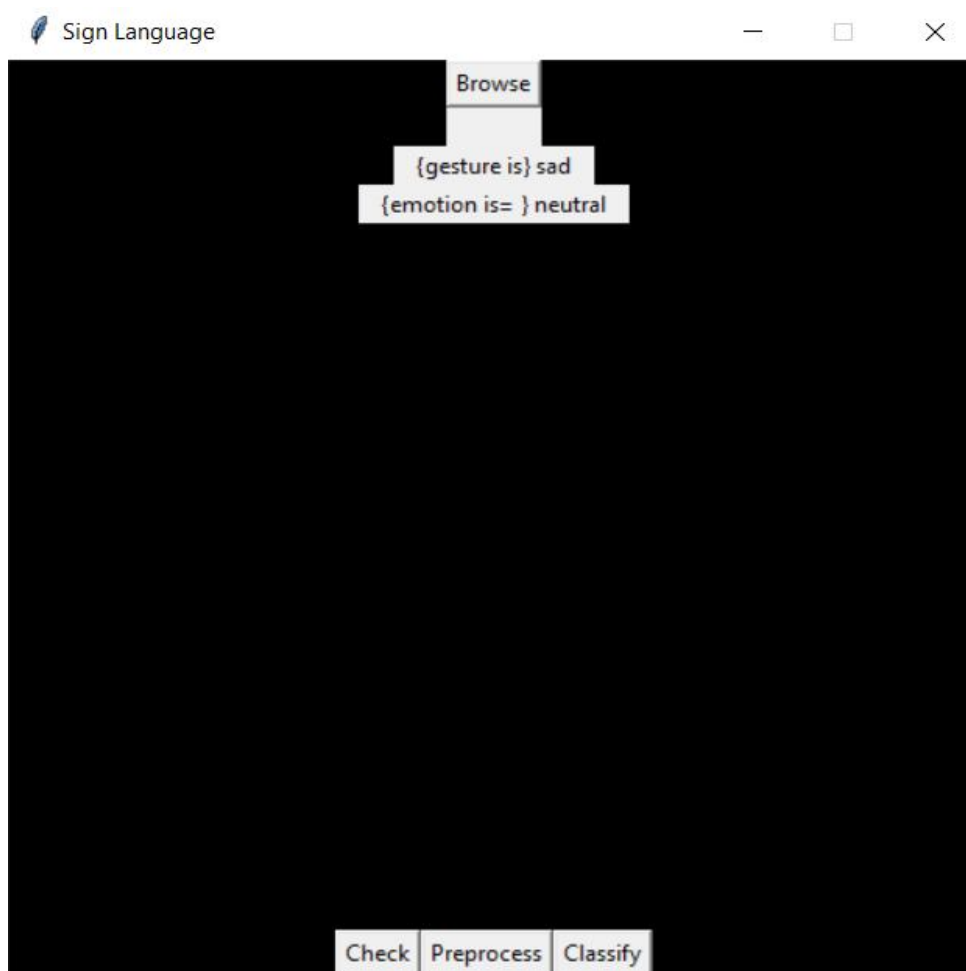 Sign Language
Browse
{gesture is} sad
{emotion is= } neutral
Check Preprocess Classify